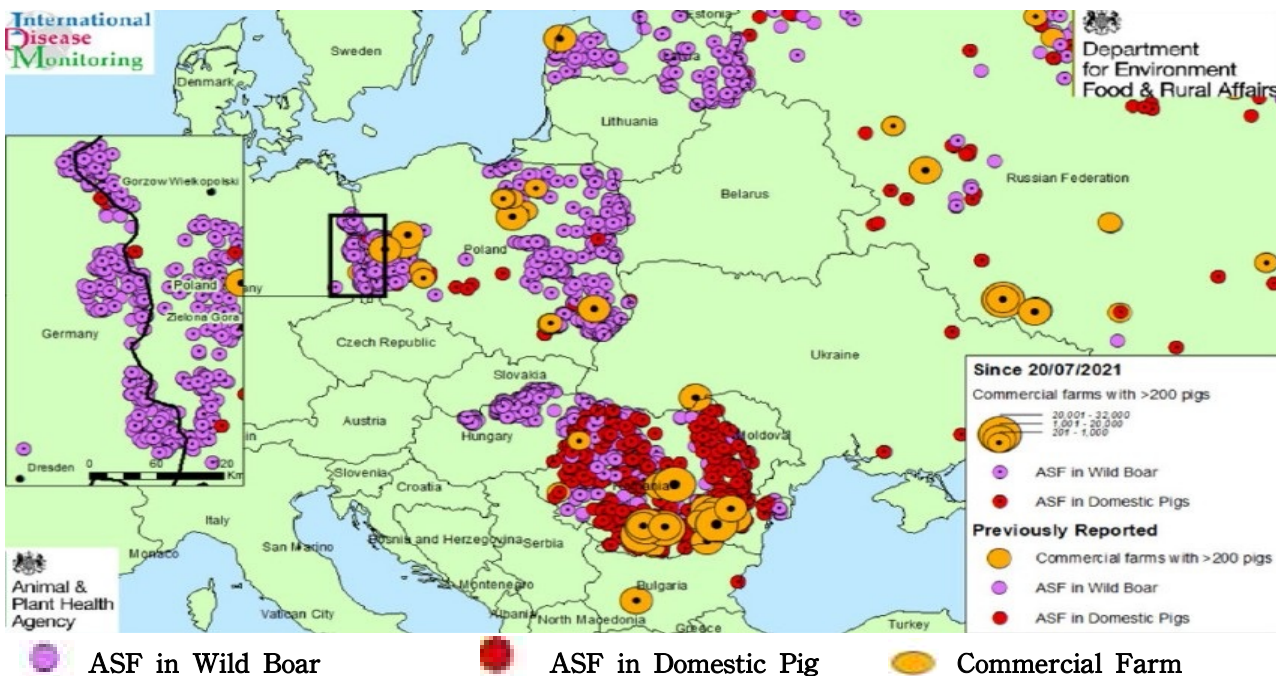 International
Disease
Monitoring
Department
for Environment
Food & Rural Affairs
Sweden
Estonia
Denmark
Lithuania
Gorzow Wielkopolski
Belarus
Russian Federation
Poland
Poland
Germany
Zielona Gora
Czech Republic
Ukraine
Slovakia
Austria
Hungary
Moldova
Dresden
0 60
Slovenia
Croatia
Italy
San Marino
Bosnia and Herzegovina
Serbia
Monaco
Montenegro
Bulgaria
Vatican City
Albania
North Macedonia
Greece
Turkey
Animal &
Plant Health
Agency
Since 20/07/2021
Commercial farms with >200 pigs
20,001 - 32,000
1,001 - 20,000
201 - 1,000
ASF in Wild Boar
ASF in Domestic Pigs
Previously Reported
Commercial farms with >200 pigs
ASF in Wild Boar
ASF in Domestic Pigs
ASF in Wild Boar ASF in Domestic Pig Commercial Farm